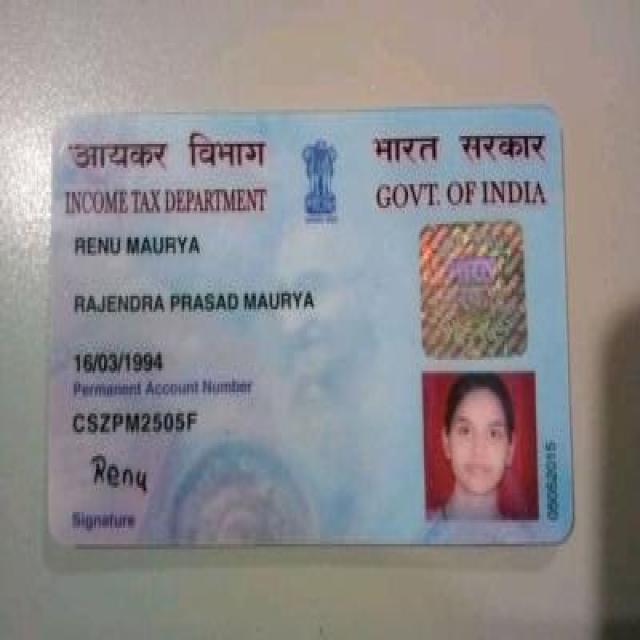 आयकर विभाग
INCOME TAX DEPARTMENT
भारत सरकार
GOVT. OF INDIA
RENU MAURYA
RAJENDRA PRASAD MAURYA
16/03/1994
Permanent Account Number
CSZPM2505F
Renu
Signature
05052015